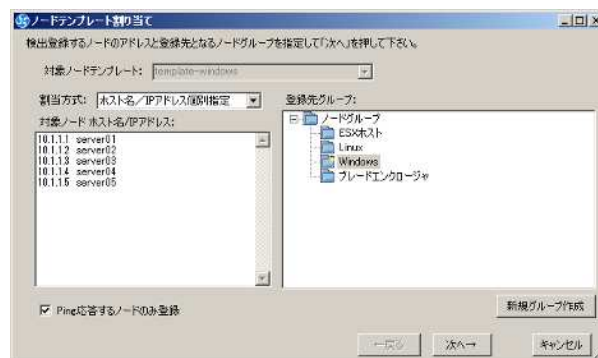 ノードテンプレート割り当て
検出登録するノードのアドレスと登録先となるノードグループを指定して「次へ」を押して下さい。
対象ノードテンプレート: template-windows
割当方式: ホスト名/IPアドレス個別指定
対象ノード ホスト名/IPアドレス:
10.1.1.1 server01
10.1.1.2 server02
10.1.1.3 server03
10.1.1.4 server04
10.1.1.5 server05
Ping応答するノードのみ登録
登録先グループ:
ノードグループ
ESXホスト
Linux
Windows
ブレードエンクロージャ
新規グループ作成
←戻る
次へ→
キャンセル